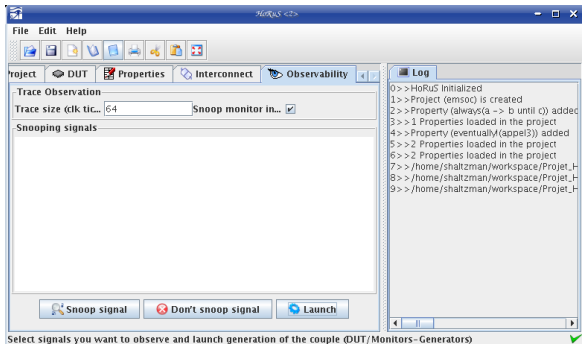 HoRuS <2>
File Edit Help
roject DUT Properties Interconnect Observability
Trace Observation
Trace size (clk tic... 64 Snoop monitor in...
Snooping signals
Snoop signal Don't snoop signal Launch
Log
0>>HoRuS Initialized
1>>Project (emsoc) is created
2>>Property (always(a -> b until c)) added
3>>1 Properties loaded in the project
4>>Property (eventually!(appel3)) added
5>>2 Properties loaded in the project
6>>2 Properties loaded in the project
7>>/home/shaltzman/workspace/Projet_H
8>>/home/shaltzman/workspace/Projet_H
9>>/home/shaltzman/workspace/Projet_H
Select signals you want to observe and launch generation of the couple (DUT/Monitors-Generators)